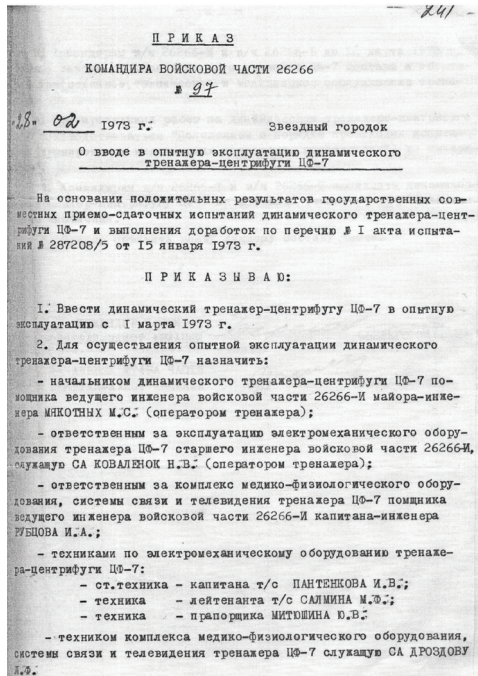 241
ПРИКАЗ
КОМАНДИРА ВОЙСКОВОЙ ЧАСТИ 26266
№ 97
"28" 02 1973 г. Звездный городок
О вводе в опытную эксплуатацию динамического
тренажера-центрифуги ЦФ-7
На основании положительных результатов государственных сов-
местных приемо-сдаточных испытаний динамического тренажера-цент-
рифуги ЦФ-7 и выполнения доработок по перечню № I акта испыта-
ний № 287208/5 от 15 января 1973 г.
ПРИКАЗЫВАЮ:
I. Ввести динамический тренажер-центрифугу ЦФ-7 в опытную
эксплуатацию с I марта 1973 г.
2. Для осуществления опытной эксплуатации динамического
тренажера-центрифуги ЦФ-7 назначить:
- начальником динамического тренажера-центрифуги ЦФ-7 по-
мощника ведущего инженера войсковой части 26266-И майора-инже-
нера МЯКОТНЫХ М.С. (оператором тренажера);
- ответственным за эксплуатацию электромеханического обору-
дования тренажера ЦФ-7 старшего инженера войсковой части 26266-И,
служащую СА КОВАЛЕНОК Н.В. (оператором тренажера);
- ответственным за комплекс медико-физиологического обору-
дования, системы связи и телевидения тренажера ЦФ-7 помщника
ведущего инженера войсковой части 26266-И капитана-инженера
РУБЦОВА И.А.;
- техниками по электромеханическому оборудованию тренаже-
ра-центрифуги ЦФ-7:
- ст.техника - капитана т/с ПАНТЕНКОВА И.В.;
- техника - лейтенанта т/с САЛМИНА М.Ф.;
- техника - прапорщика МИТЮШИНА Ю.В.
- техником комплекса медико-физиологического оборудования,
системы связи и телевидения тренажера ЦФ-7 служащую СА ДРОЗДОВУ